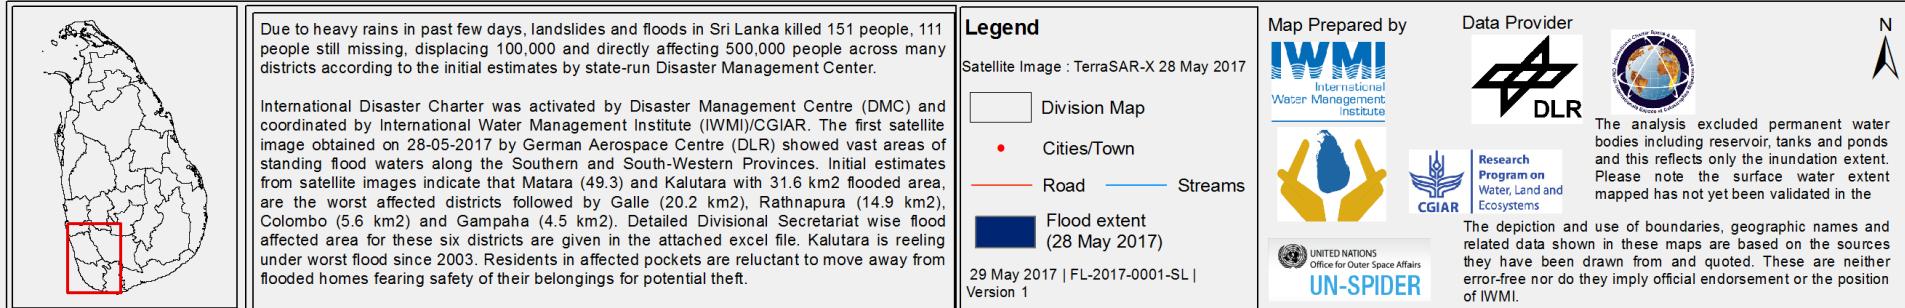 Due to heavy rains in past few days, landslides and floods in Sri Lanka killed 151 people, 111
people still missing, displacing 100,000 and directly affecting 500,000 people across many
districts according to the initial estimates by state-run Disaster Management Center.
International Disaster Charter was activated by Disaster Management Centre (DMC) and
coordinated by International Water Management Institute (IWMI)/CGIAR. The first satellite
image obtained on 28-05-2017 by German Aerospace Centre (DLR) showed vast areas of
standing flood waters along the Southern and South-Western Provinces. Initial estimates
from satellite images indicate that Matara (49.3) and Kalutara with 31.6 km2 flooded area,
are the worst affected districts followed by Galle (20.2 km2), Rathnapura (14.9 km2),
Colombo (5.6 km2) and Gampaha (4.5 km2). Detailed Divisional Secretariat wise flood
affected area for these six districts are given in the attached excel file. Kalutara is reeling
under worst flood since 2003. Residents in affected pockets are reluctant to move away from
flooded homes fearing safety of their belongings for potential theft.
Legend
Satellite Image : TerraSAR-X 28 May 2017
Division Map
Cities/Town
Road
Streams
Flood extent
(28 May 2017)
29 May 2017 | FL-2017-0001-SL |
Version 1
Map Prepared by
IWMI
International
Water Management
Institute
Data Provider
DLR
N
The analysis excluded permanent water
bodies including reservoir, tanks and ponds
and this reflects only the inundation extent.
Please note the surface water extent
mapped has not yet been validated in the
CGIAR
Research
Program on
Water, Land and
Ecosystems
UNITED NATIONS
Office for Outer Space Affairs
UN-SPIDER
The depiction and use of boundaries, geographic names and
related data shown in these maps are based on the sources
they have been drawn from and quoted. These are neither
error-free nor do they imply official endorsement or the position
of IWMI.